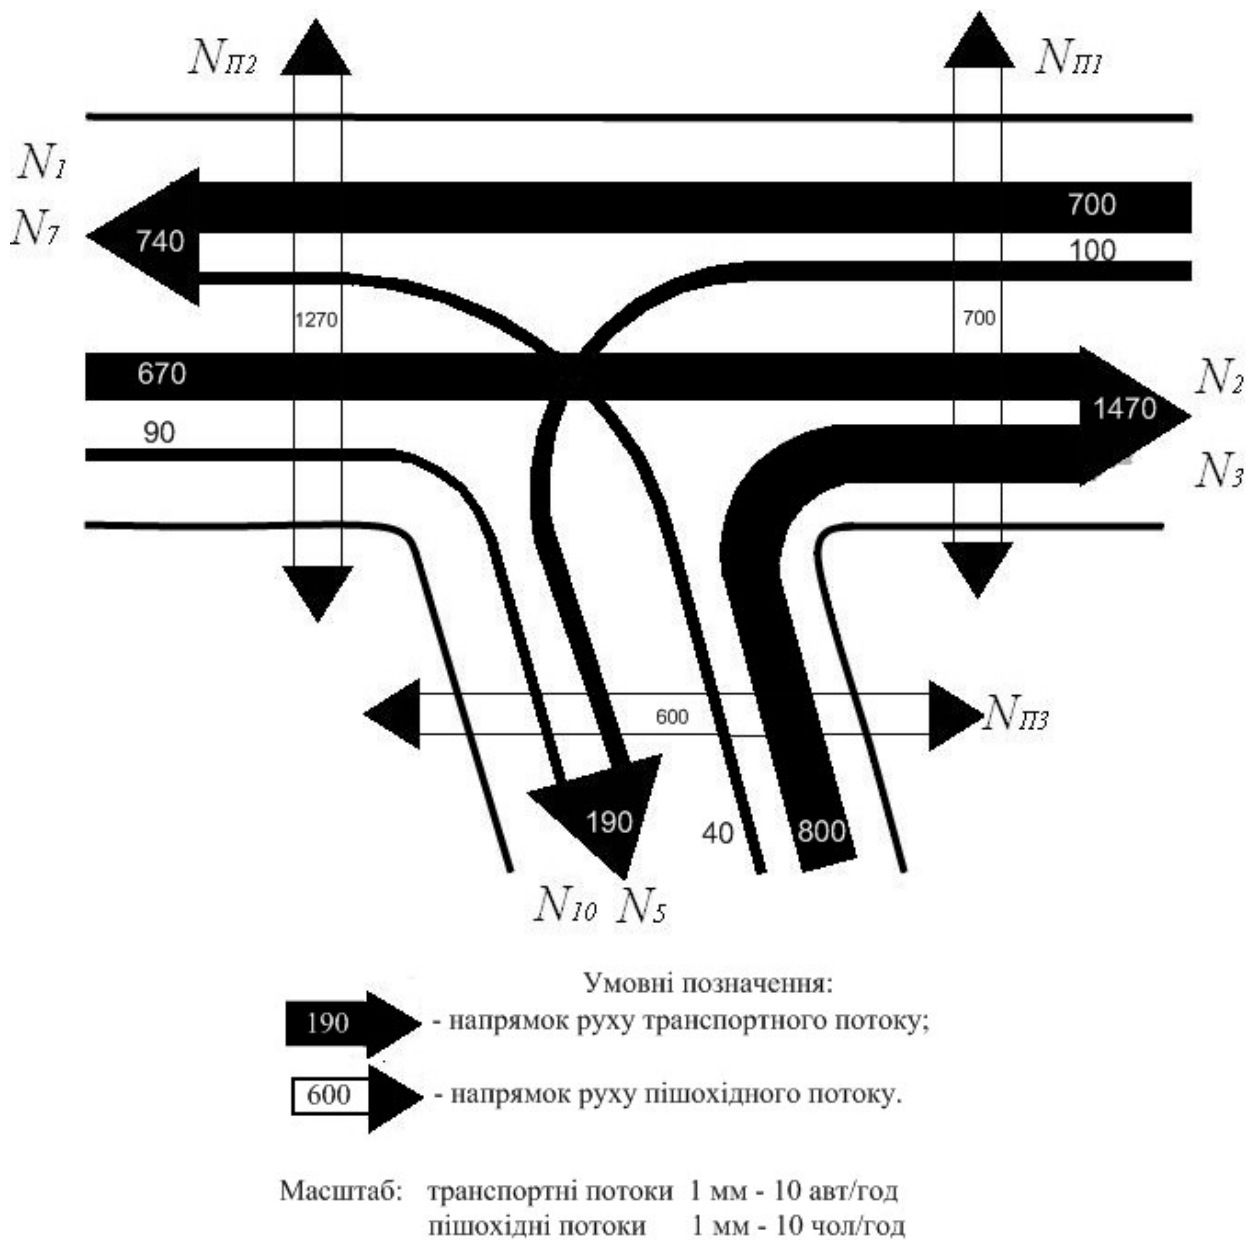 NП2
NП1
N1
N7
740
700
100
1270
700
670
90
N2
1470
N3
600
NП3
190
40
800
N10 N5
Умовні позначення:
190 - напрямок руху транспортного потоку;
600 - напрямок руху пішохідного потоку.
Масштаб: транспортні потоки 1 мм - 10 авт/год
пішохідні потоки 1 мм - 10 чол/год